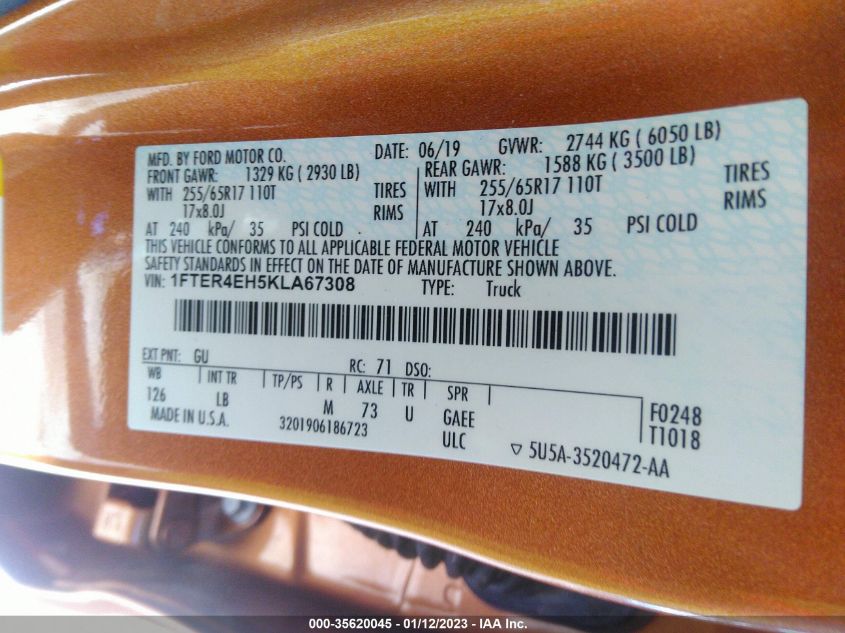 MFD. BY FORD MOTOR CO. DATE: 06/19 GVWR: 2744 KG ( 6050 LB)
FRONT GAWR: 1329 KG ( 2930 LB) REAR GAWR: 1588 KG ( 3500 LB)
WITH 255/65R17 110T TIRES WITH 255/65R17 110T TIRES
17x8.0J RIMS 17x8.0J RIMS
AT 240 kPa/ 35 PSI COLD AT 240 kPa/ 35 PSI COLD
THIS VEHICLE CONFORMS TO ALL APPLICABLE FEDERAL MOTOR VEHICLE
SAFETY STANDARDS IN EFFECT ON THE DATE OF MANUFACTURE SHOWN ABOVE.
VIN: 1FTER4EH5KLA67308 TYPE: Truck
EXT PNT: GU RC: 71 DSO:
WB INT TR TP/PS R AXLE TR SPR
126 LB M 73 U GAEE F0248
MADE IN U.S.A. 3201906186723 ULC T1018
▽ 5U5A-3520472-AA
000-35620045 - 01/12/2023 - IAA Inc.